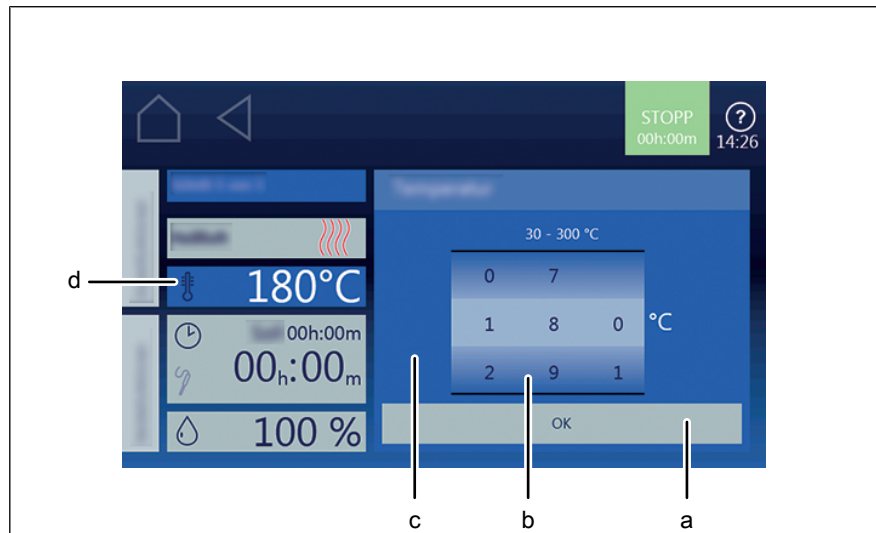 STOPP
00h:00m
?
14:26
Temperatur
30 - 300 °C
d
180°C
0 7
1 8 0 °C
2 9 1
00h:00m
00h:00m
100 %
OK
c
b
a